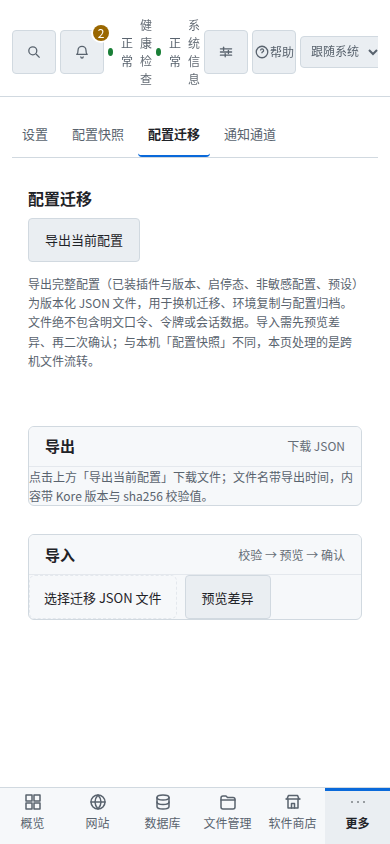 2
正常
健康检查
正常
系统信息
帮助
跟随系统
设置
配置快照
配置迁移
通知通道
配置迁移
导出当前配置
导出完整配置（已装插件与版本、启停态、非敏感配置、预设）
为版本化 JSON 文件，用于换机迁移、环境复制与配置归档。
文件绝不包含明文口令、令牌或会话数据。导入需先预览差
异、再二次确认；与本机「配置快照」不同，本页处理的是跨
机文件流转。
导出
下载 JSON
点击上方「导出当前配置」下载文件；文件名带导出时间，内
容带 Kore 版本与 sha256 校验值。
导入
校验 → 预览 → 确认
选择迁移 JSON 文件
预览差异
概览
网站
数据库
文件管理
软件商店
更多